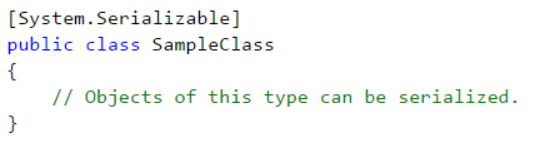 [System.Serializable]
public class SampleClass
{
    // Objects of this type can be serialized.
}